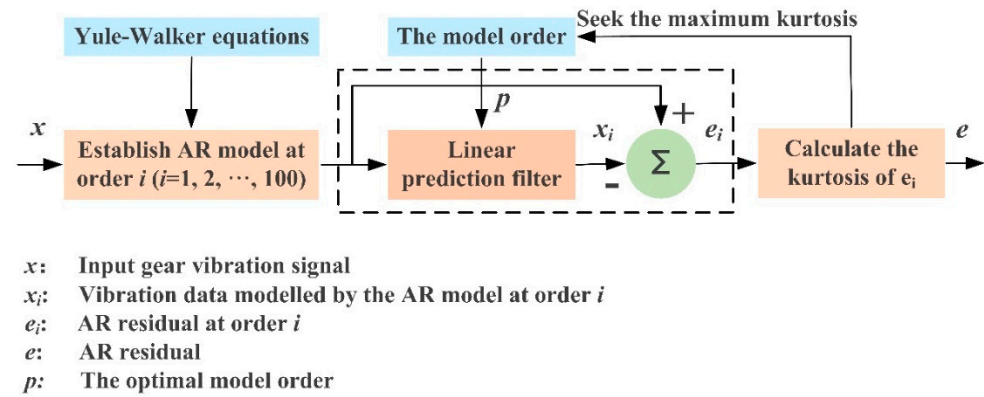 Seek the maximum kurtosis
Yule-Walker equations
The model order
p
x
Establish AR model at
order i (i=1, 2, ···, 100)
Linear
prediction filter
xᵢ
+
-
Σ
eᵢ
Calculate the
kurtosis of eᵢ
e
x: Input gear vibration signal
xᵢ: Vibration data modelled by the AR model at order i
eᵢ: AR residual at order i
e: AR residual
p: The optimal model order